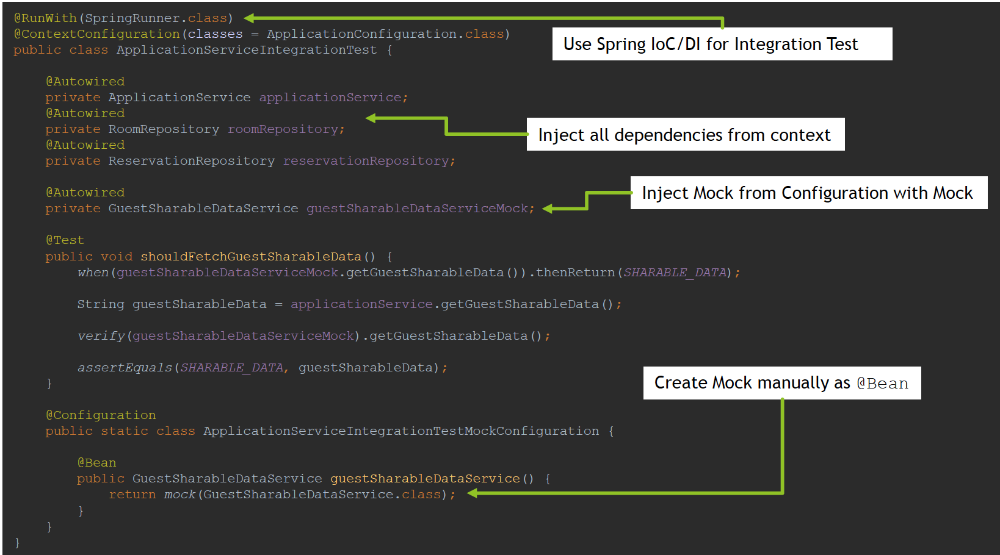 @RunWith(SpringRunner.class)
@ContextConfiguration(classes = ApplicationConfiguration.class)
public class ApplicationServiceIntegrationTest {
Use Spring IoC/DI for Integration Test
@Autowired
private ApplicationService applicationService;
@Autowired
private RoomRepository roomRepository;
@Autowired
private ReservationRepository reservationRepository;
Inject all dependencies from context
@Autowired
private GuestSharableDataService guestSharableDataServiceMock;
Inject Mock from Configuration with Mock
@Test
public void shouldFetchGuestSharableData() {
when(guestSharableDataServiceMock.getGuestSharableData()).thenReturn(SHARABLE_DATA);
String guestSharableData = applicationService.getGuestSharableData();
verify(guestSharableDataServiceMock).getGuestSharableData();
assertEquals(SHARABLE_DATA, guestSharableData);
}
Create Mock manually as @Bean
@Configuration
public static class ApplicationServiceIntegrationTestMockConfiguration {
@Bean
public GuestSharableDataService guestSharableDataService() {
return mock(GuestSharableDataService.class);
}
}
}